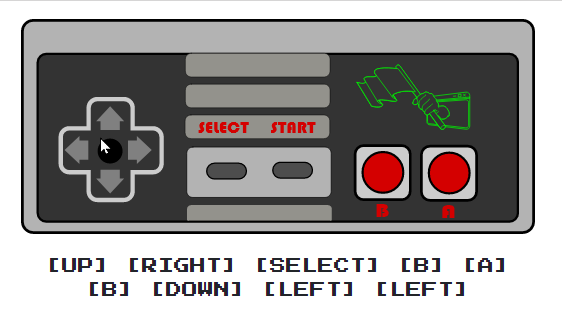 SELECT START
B A
[UP] [RIGHT] [SELECT] [B] [A]
[B] [DOWN] [LEFT] [LEFT]